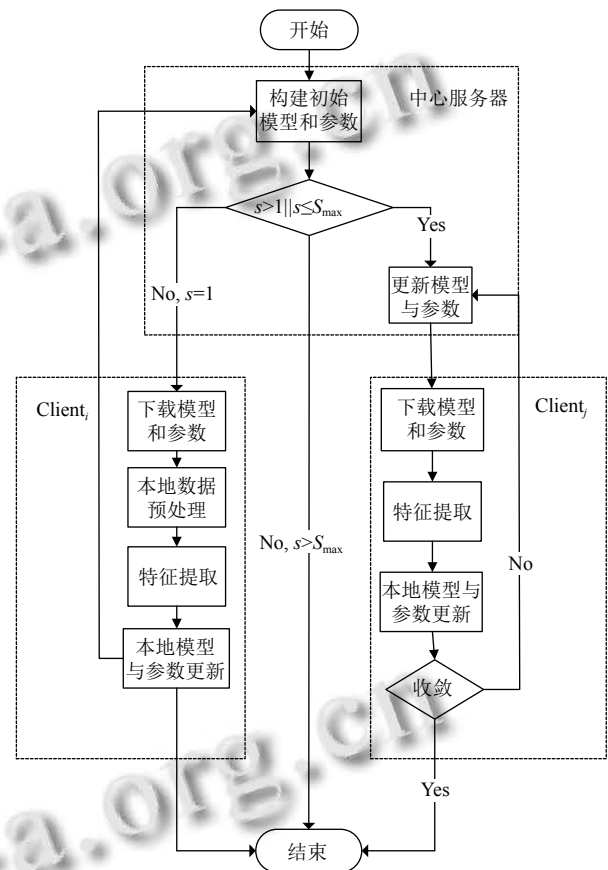 开始
构建初始
模型和参数
中心服务器
s>1||s≤Smax
Yes
No, s=1
更新模型
与参数
Clienti
下载模型
和参数
本地数据
预处理
特征提取
本地模型
与参数更新
No, s>Smax
下载模型
和参数
Clientj
特征提取
No
本地模型与
参数更新
收敛
Yes
结束
a.org.cn
a.org.cn